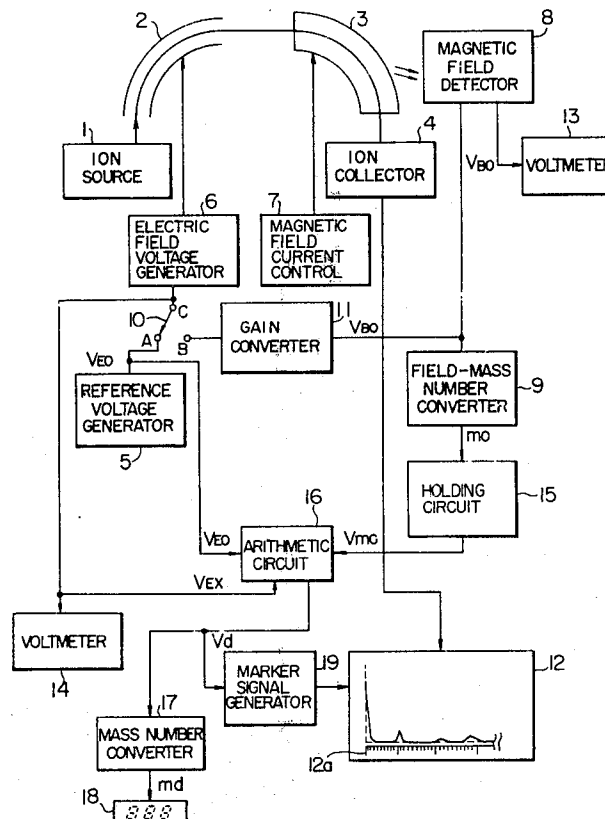 2
3
8
MAGNETIC
FIELD
DETECTOR
1
ION
SOURCE
4
ION
COLLECTOR
13
VBO
VOLTMETER
6
ELECTRIC
FIELD
VOLTAGE
GENERATOR
7
MAGNETIC
FIELD
CURRENT
CONTROL
10
C
A
B
11
GAIN
CONVERTER
VBO
VEO
REFERENCE
VOLTAGE
GENERATOR
5
FIELD-MASS
NUMBER
CONVERTER
9
mo
HOLDING
CIRCUIT
15
16
ARITHMETIC
CIRCUIT
VEO
VmG
VEX
VOLTMETER
14
Vd
19
MARKER
SIGNAL
GENERATOR
12
12a
17
MASS NUMBER
CONVERTER
md
18
888